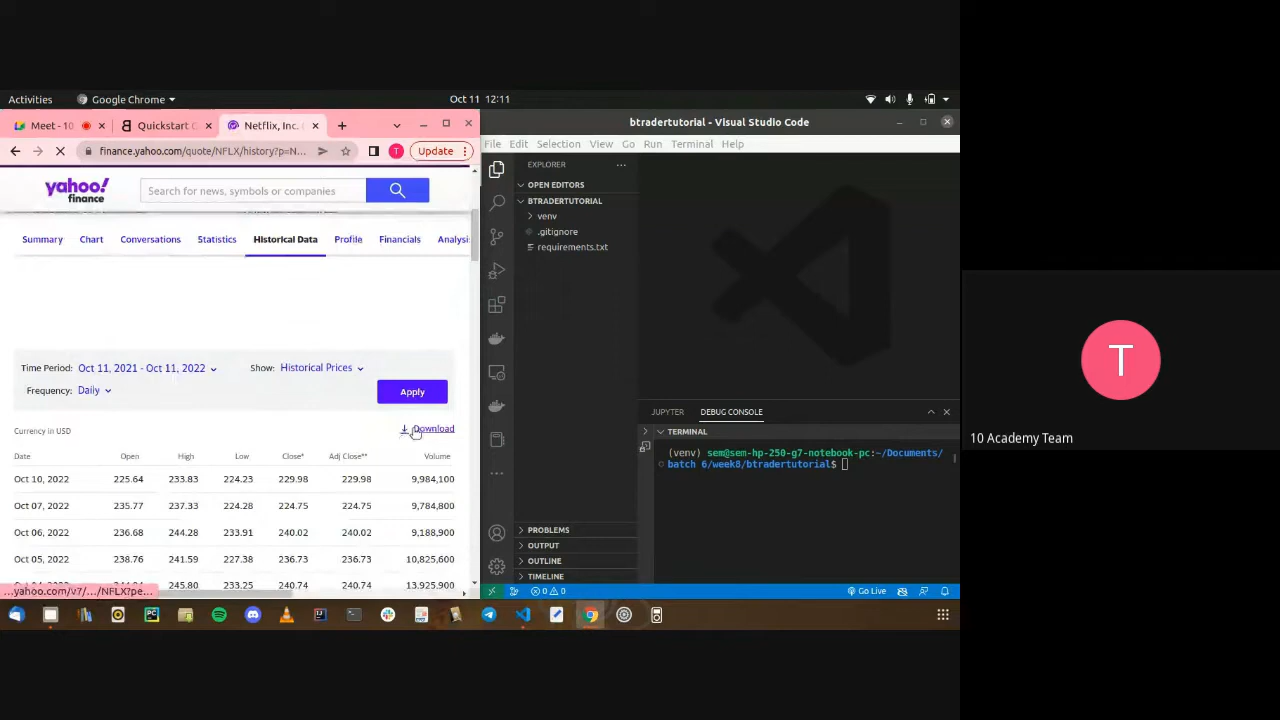 Activities
Google Chrome
Oct 11 12:11
Meet - 10
Quickstart G
Netflix, Inc. (
finance.yahoo.com/quote/NFLX/history?p=N...
T
Update
yahoo!
finance
Search for news, symbols or companies
Summary Chart Conversations Statistics Historical Data Profile Financials Analysi
Time Period: Oct 11, 2021 - Oct 11, 2022
Show: Historical Prices
Frequency: Daily
Apply
Currency in USD
Download
Date Open High Low Close* Adj Close** Volume
Oct 10, 2022 225.64 233.83 224.23 229.98 229.98 9,984,100
Oct 07, 2022 235.77 237.33 224.28 224.75 224.75 9,784,800
Oct 06, 2022 236.68 244.28 233.91 240.02 240.02 9,188,900
Oct 05, 2022 238.76 241.59 227.38 236.73 236.73 10,825,600
245.80 233.25 240.74 240.74 13,925,900
...yahoo.com/v7/.../NFLX?pe...
btradertutorial - Visual Studio Code
File Edit Selection View Go Run Terminal Help
EXPLORER
OPEN EDITORS
BTRADERTUTORIAL
venv
.gitignore
requirements.txt
PROBLEMS
OUTPUT
OUTLINE
TIMELINE
JUPYTER DEBUG CONSOLE
TERMINAL
(venv) sem@sem-hp-250-g7-notebook-pc:~/Documents/
batch 6/week8/btradertutorial$
0 0
Go Live
T
10 Academy Team